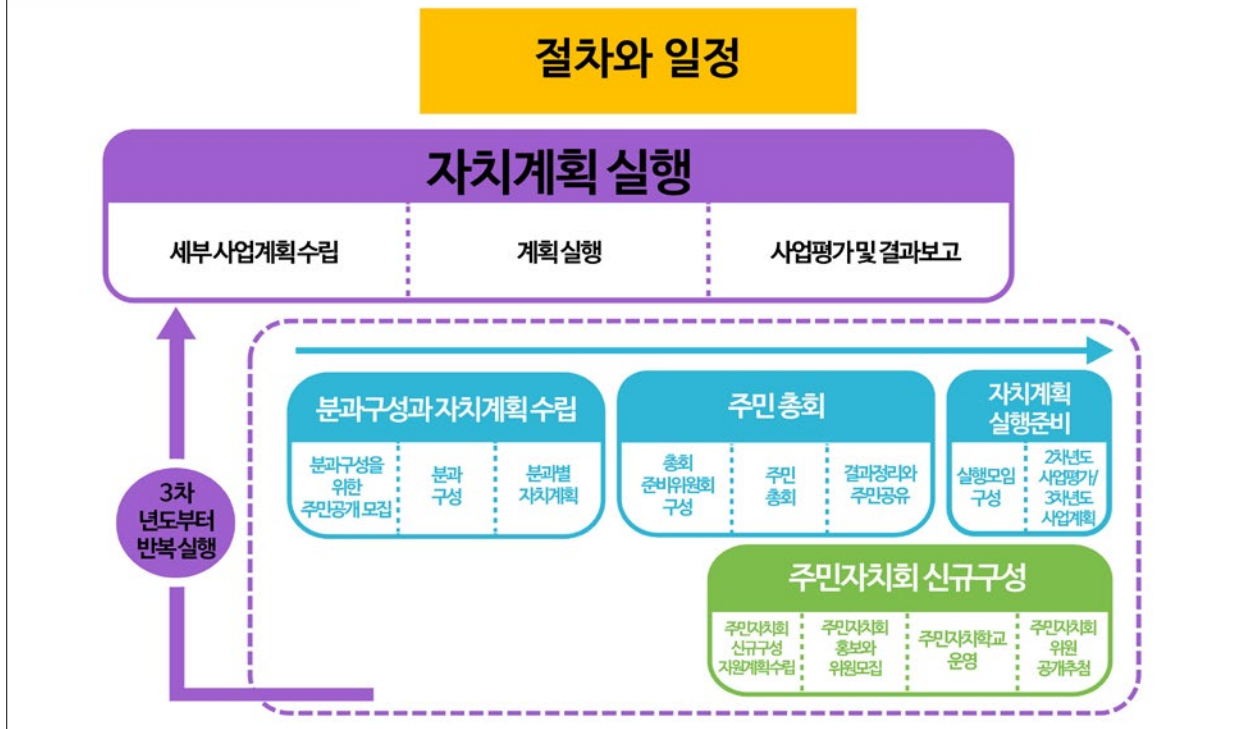 절차와 일정
자치계획 실행
세부 사업계획 수립
계획 실행
사업평가 및 결과보고
3차
년도부터
반복 실행
분과구성과 자치계획 수립
분과구성을
위한
주민공개 모집
분과
구성
분과별
자치계획
주민 총회
총회
준비위원회
구성
주민
총회
결과정리와
주민공유
자치계획
실행준비
실행모임
구성
2차년도
사업평가/
3차년도
사업계획
주민자치회 신규구성
주민자치회
신규구성
지원계획수립
주민자치회
홍보와
위원모집
주민자치학교
운영
주민자치회
위원
공개추첨